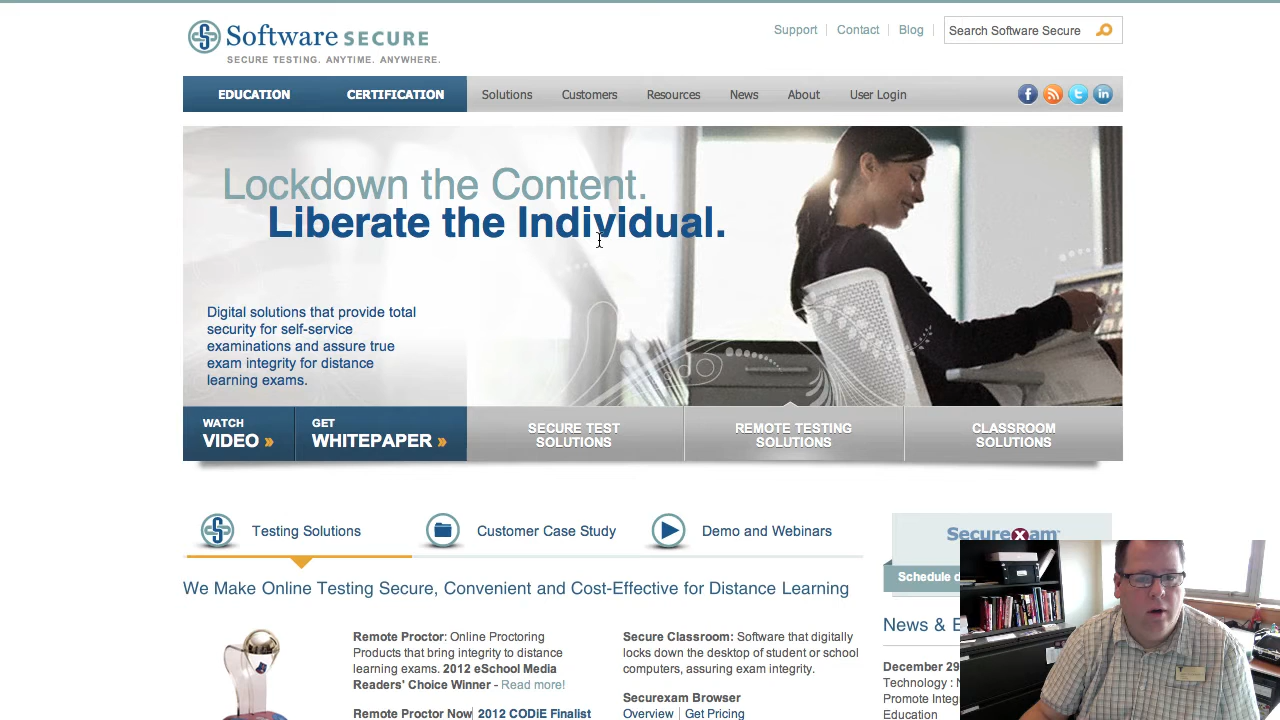 Software SECURE
SECURE TESTING. ANYTIME. ANYWHERE.
Support
Contact
Blog
Search Software Secure
EDUCATION
CERTIFICATION
Solutions
Customers
Resources
News
About
User Login
Lockdown the Content.
Liberate the Individual.
Digital solutions that provide total
security for self-service
examinations and assure true
exam integrity for distance
learning exams.
WATCH
VIDEO »
GET
WHITEPAPER »
SECURE TEST
SOLUTIONS
REMOTE TESTING
SOLUTIONS
CLASSROOM
SOLUTIONS
Testing Solutions
Customer Case Study
Demo and Webinars
We Make Online Testing Secure, Convenient and Cost-Effective for Distance Learning
Remote Proctor: Online Proctoring
Products that bring integrity to distance
learning exams. 2012 eSchool Media
Readers' Choice Winner - Read more!
Remote Proctor Now 2012 CODiE Finalist
Secure Classroom: Software that digitally
locks down the desktop of student or school
computers, assuring exam integrity.
Securexam Browser
Overview | Get Pricing
Securexam
Schedule
News &
December 29
Technology :
Promote Integ
Education